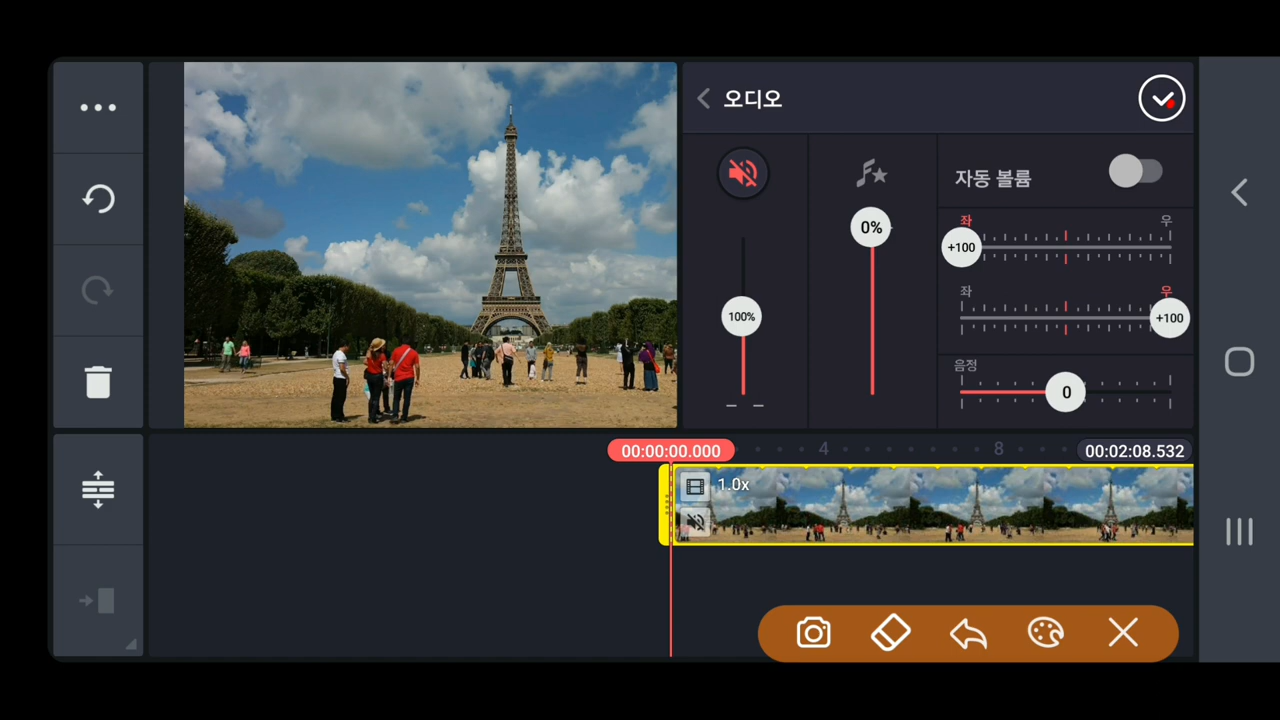 오디오
자동 볼륨
100%
0%
좌 우
+100
좌 우
+100
음정
0
00:00:00.000 4 8 00:02:08.532
1.0x